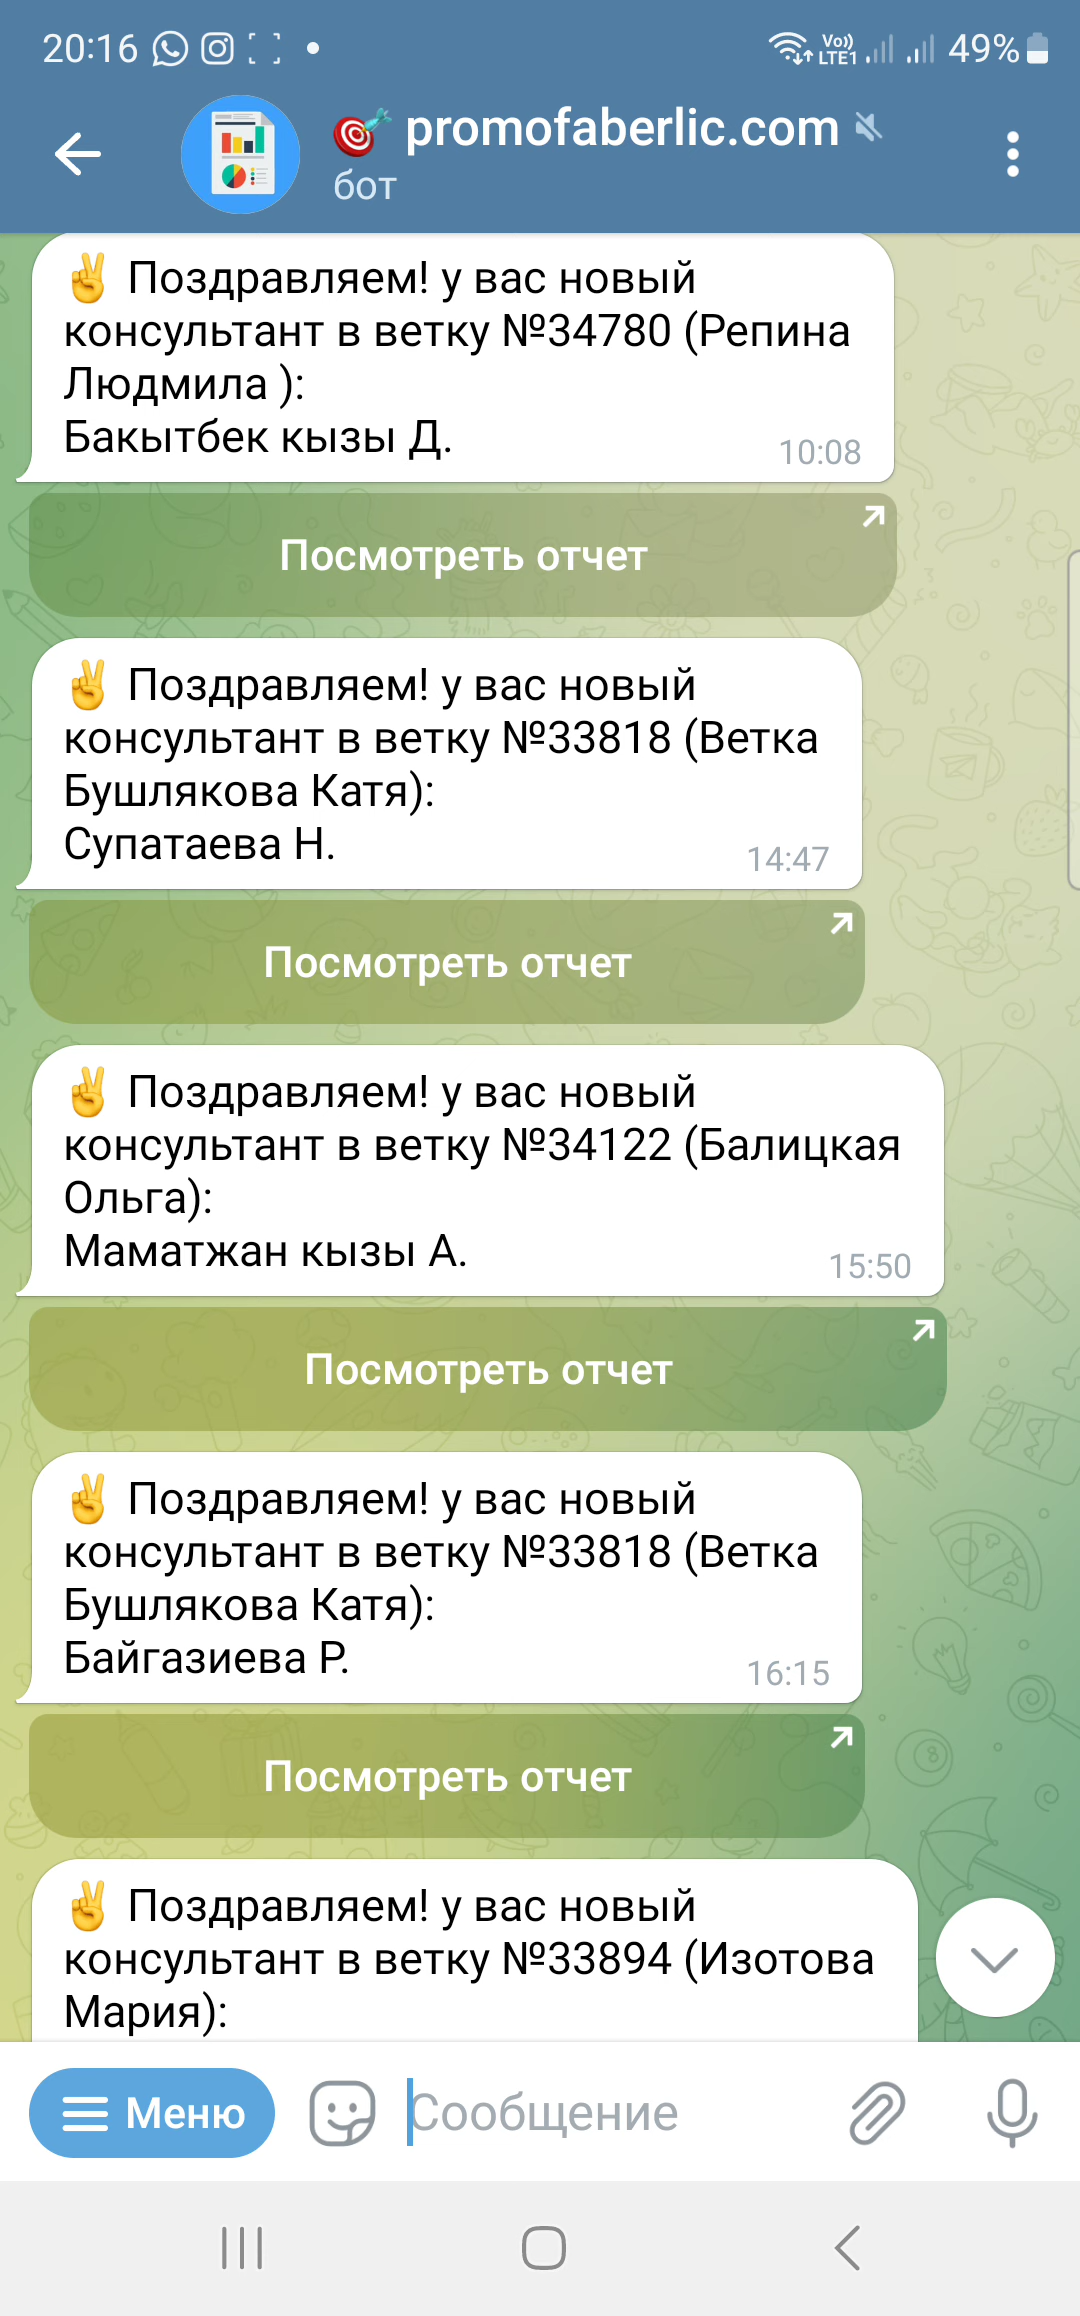 20:16 Vo)) LTE1 49%
🎯 promofaberlic.com
бот
✌ Поздравляем! у вас новый
консультант в ветку №34780 (Репина
Людмила ):
Бакытбек кызы Д.
10:08
Посмотреть отчет
✌ Поздравляем! у вас новый
консультант в ветку №33818 (Ветка
Бушлякова Катя):
Супатаева Н.
14:47
Посмотреть отчет
✌ Поздравляем! у вас новый
консультант в ветку №34122 (Балицкая
Ольга):
Маматжан кызы А.
15:50
Посмотреть отчет
✌ Поздравляем! у вас новый
консультант в ветку №33818 (Ветка
Бушлякова Катя):
Байгазиева Р.
16:15
Посмотреть отчет
✌ Поздравляем! у вас новый
консультант в ветку №33894 (Изотова
Мария):
Меню Сообщение